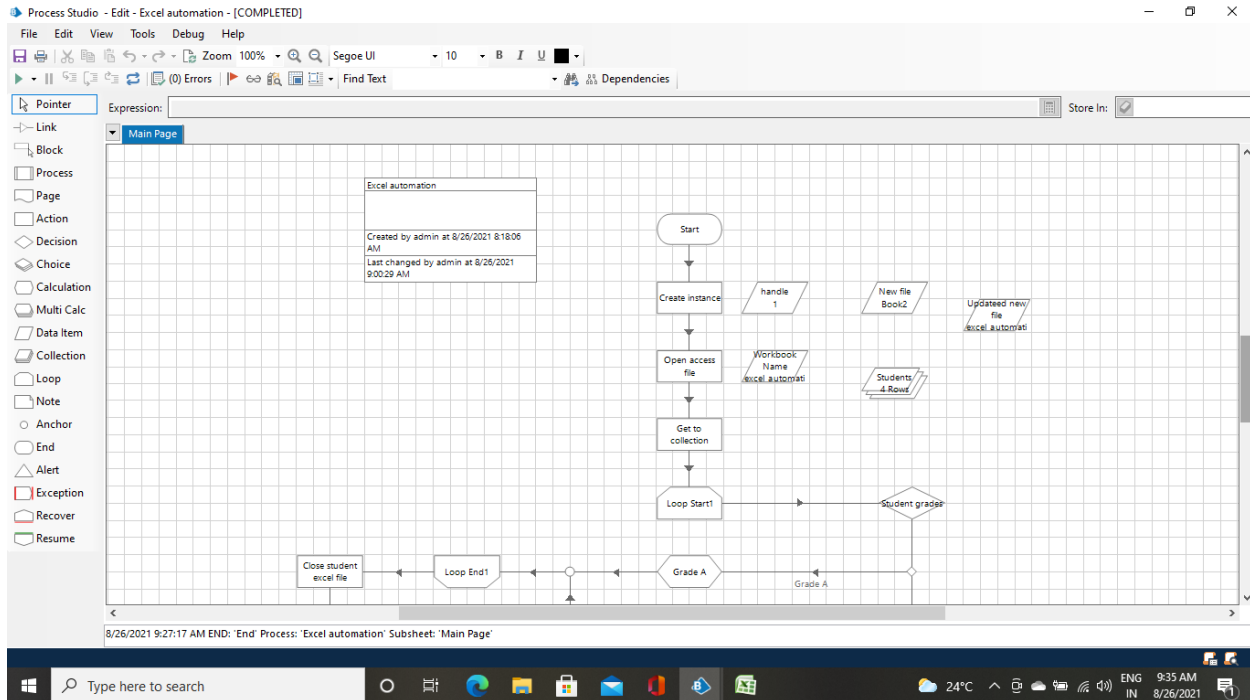 Process Studio - Edit - Excel automation - [COMPLETED]
File Edit View Tools Debug Help
Zoom 100% Segoe UI 10 B I U
(0) Errors Find Text Dependencies
Pointer
Link
Block
Process
Page
Action
Decision
Choice
Calculation
Multi Calc
Data Item
Collection
Loop
Note
Anchor
End
Alert
Exception
Recover
Resume
Expression:
Store In:
Main Page
Excel automation
Created by admin at 8/26/2021 8:18:06
AM
Last changed by admin at 8/26/2021
9:00:29 AM
Start
Create instance
handle
1
New file
Book2
Updateed new
file
excel automati
Open access
file
Workbook
Name
excel automati
Students
4 Rows
Get to
collection
Loop Start1
Student grades
Close student
excel file
Loop End1
Grade A
Grade A
8/26/2021 9:27:17 AM END: 'End' Process: 'Excel automation' Subsheet: 'Main Page'
Type here to search
24°C
ENG
IN
9:35 AM
8/26/2021
1